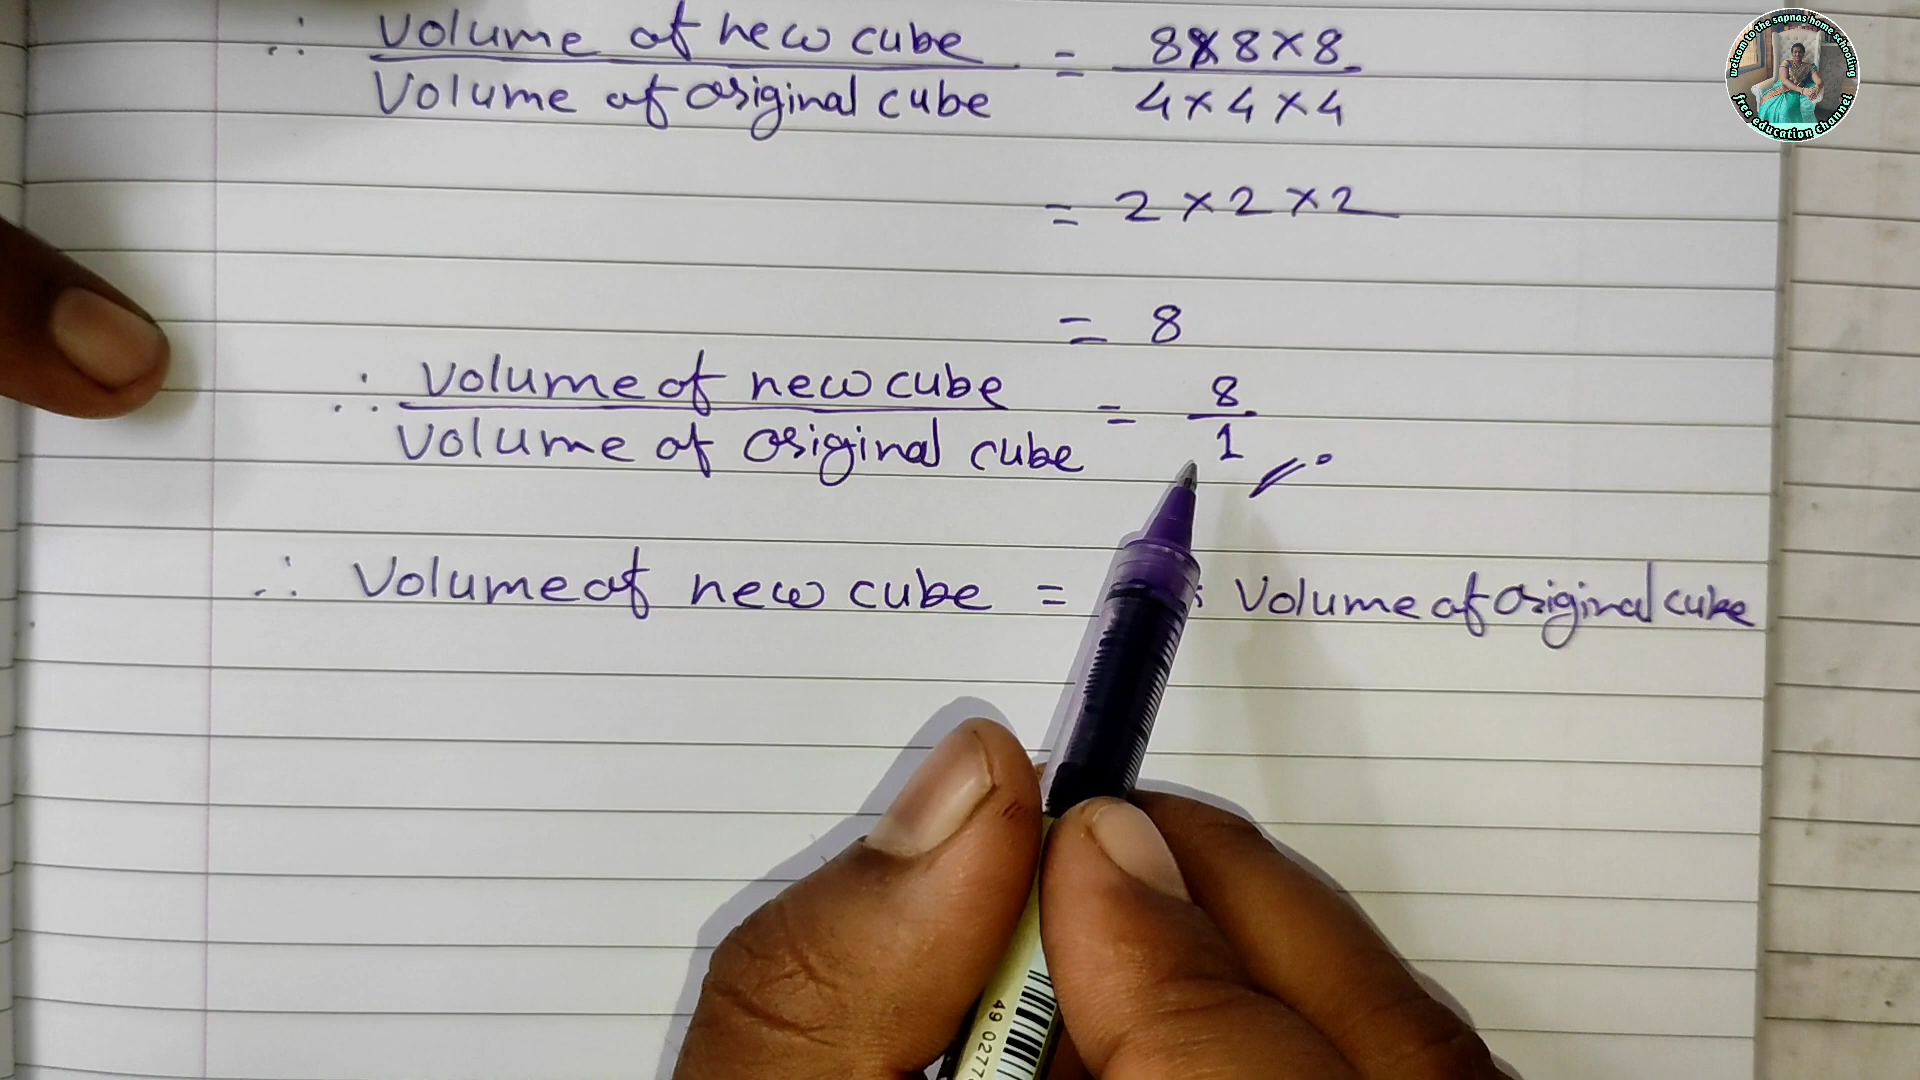 ∴ Volume of new cube / Volume of original cube = 8×8×8 / 4×4×4
= 2×2×2
= 8
∴ Volume of new cube / Volume of original cube = 8/1
∴ Volume of new cube = Volume of original cube
welcom to the sapnas home schooling
free education channel